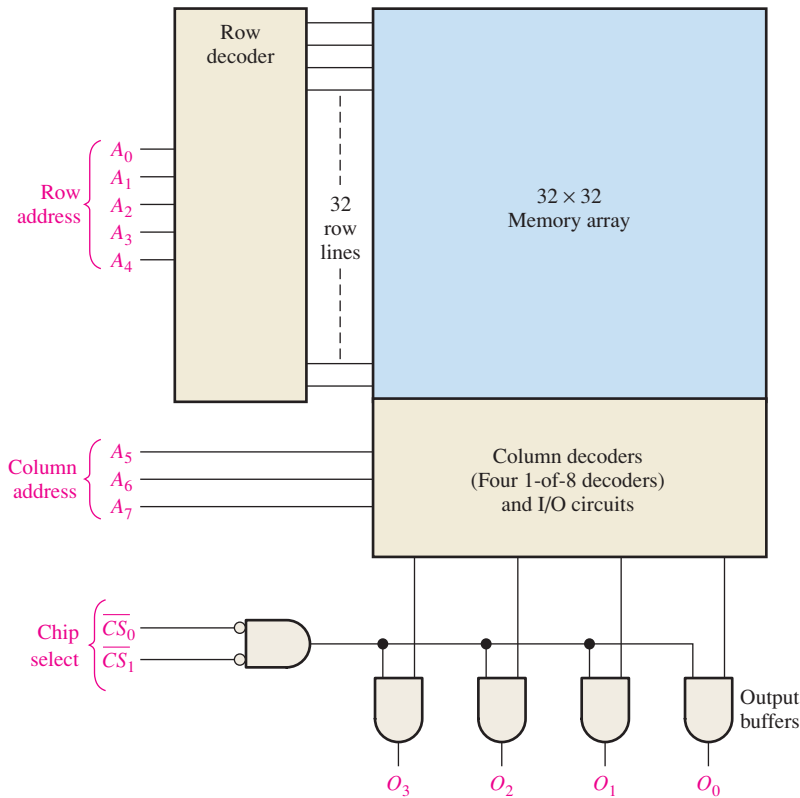 Row
decoder
A₀
A₁
A₂
A₃
A₄
Row
address
32
row
lines
32 × 32
Memory array
A₅
A₆
A₇
Column
address
Column decoders
(Four 1-of-8 decoders)
and I/O circuits
Chip
select
C̅S̅₀
C̅S̅₁
Output
buffers
O₃
O₂
O₁
O₀